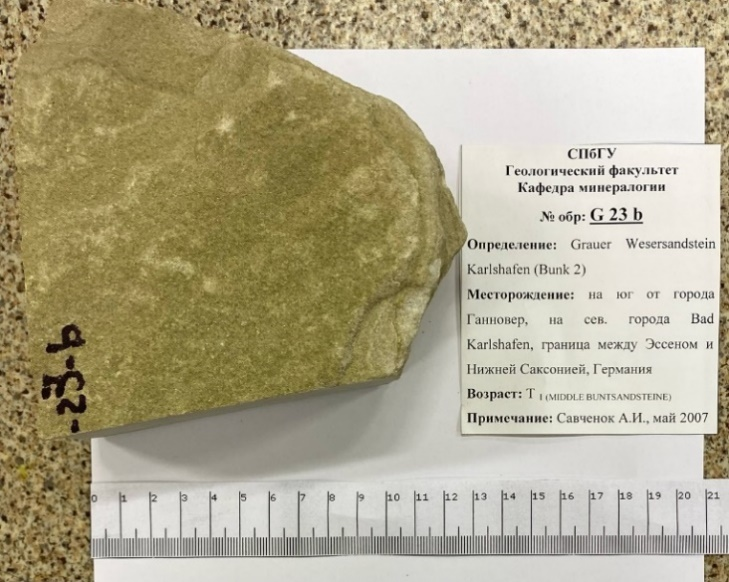 СПбГУ
Геологический факультет
Кафедра минералогии
№ обр: G 23 b
Определение: Grauer Wesersandstein
Karlshafen (Bunk 2)
Месторождение: на юг от города
Ганновер, на сев. города Bad
Karlshafen, граница между Эссеном и
Нижней Саксонией, Германия
Возраст: T 1 (MIDDLE BUNTSANDSTEINE)
Примечание: Савченок А.И., май 2007
-23-b
0 1 2 3 4 5 6 7 8 9 10 11 12 13 14 15 16 17 18 19 20 21